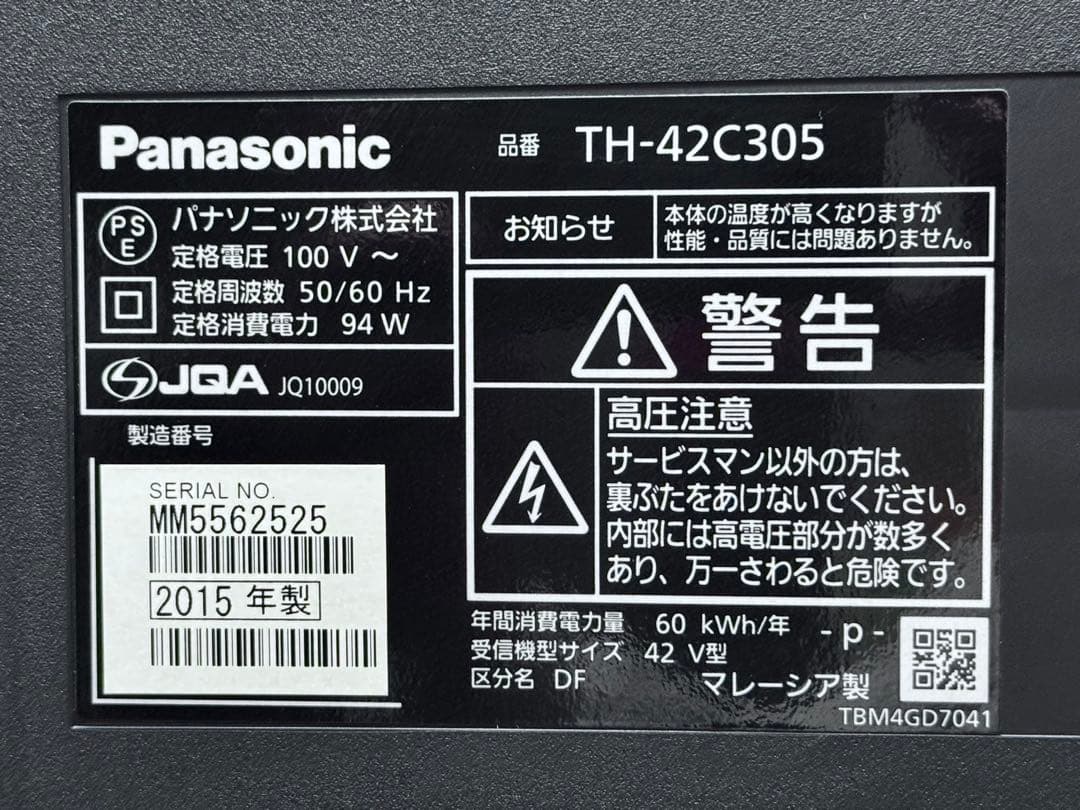 Panasonic
品番 TH-42C305
PS
E
パナソニック株式会社
定格電圧 100 V ～
定格周波数 50/60 Hz
定格消費電力 94 W
JQA JQ10009
製造番号
SERIAL NO.
MM5562525
2015 年製
お知らせ
本体の温度が高くなりますが
性能・品質には問題ありません。
警告
高圧注意
サービスマン以外の方は、
裏ぶたをあけないでください。
内部には高電圧部分が数多く
あり、万一さわると危険です。
年間消費電力量 60 kWh/年
受信機型サイズ 42 V型
区分名 DF
-p-
マレーシア製
TBM4GD7041